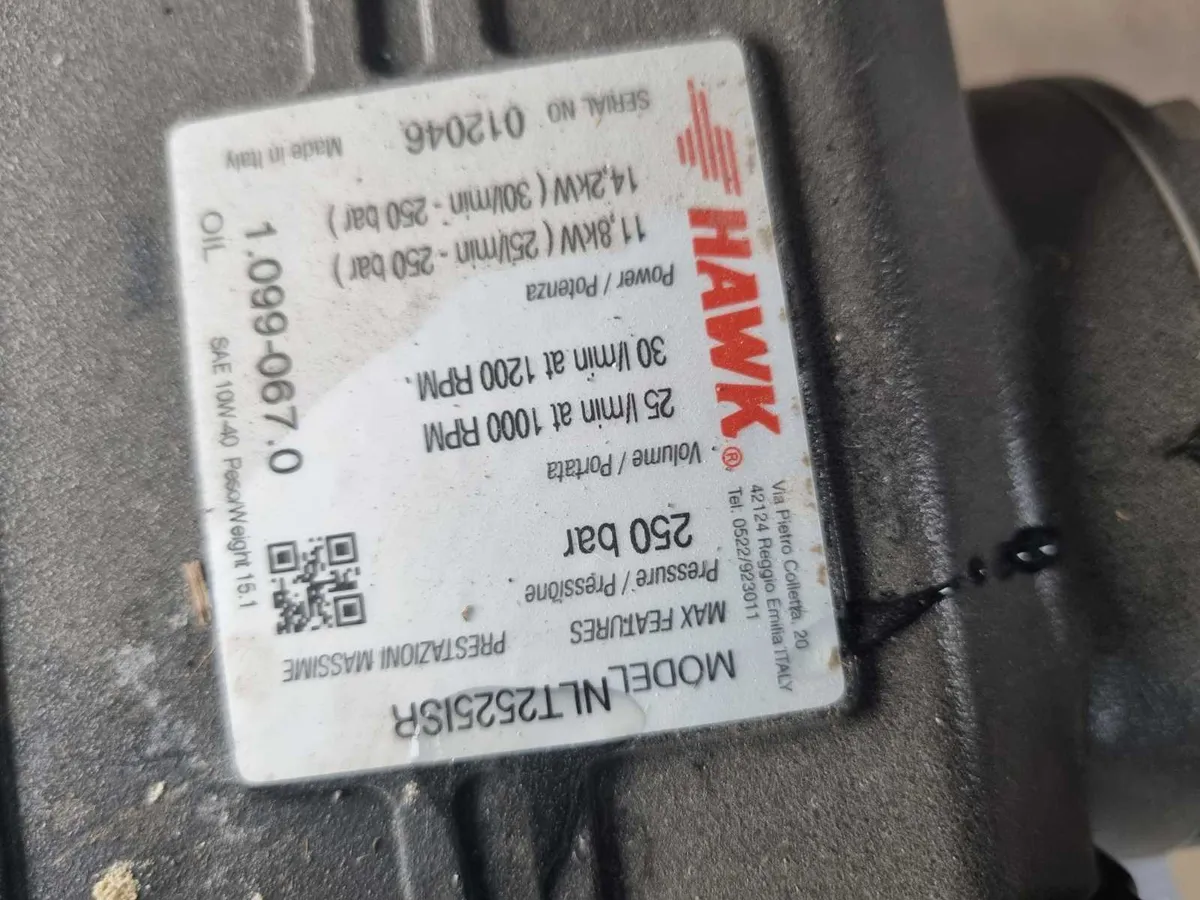 MODEL NLT2525ISR
MAX FEATURES PRESTAZIONI MASSIME
Pressure / Pressione
250 bar
Volume / Portata
25 l/min at 1000 RPM
30 l/min at 1200 RPM
Power / Potenza
11,8kW ( 25l/min - 250 bar )
14,2kW ( 30l/min - 250 bar )
SERIAL NO 012046
Made in Italy
HAWK®
Via Pietro Colletta, 20
42124 Reggio Emilia ITALY
Tel. 0522/923011
1.099-067.0
OIL SAE 10W-40 Peso/Weight 15.1